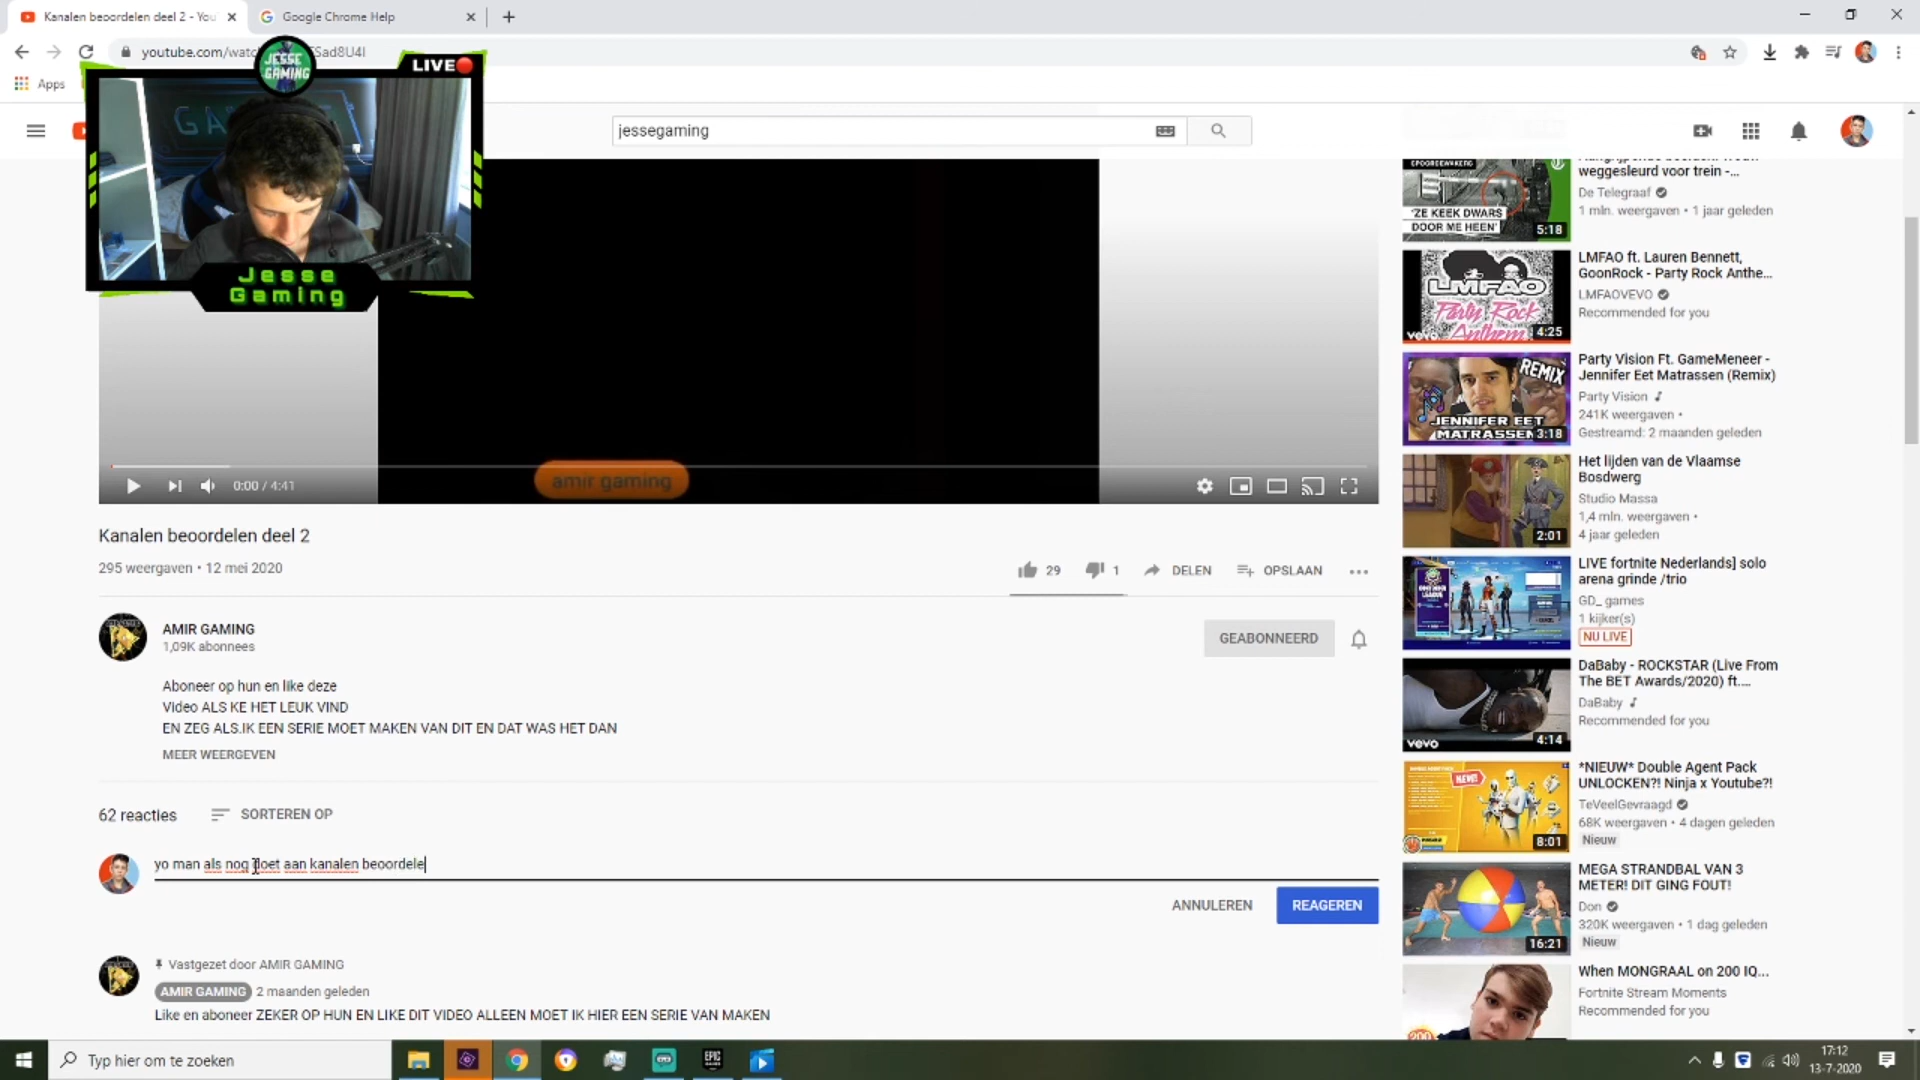 Kanalen beoordelen deel 2 - You
Google Chrome Help
youtube.com/watc
Sad8U4I
Apps
JESSE
GAMING
LIVE
Jesse
Gaming
jessegaming
amir gaming
0:00 / 4:41
Kanalen beoordelen deel 2
295 weergaven • 12 mei 2020
29
1
DELEN
OPSLAAN
AMIR GAMING
1,09K abonnees
GEABONNEERD
Aboneer op hun en like deze
Video ALS KE HET LEUK VIND
EN ZEG ALS.IK EEN SERIE MOET MAKEN VAN DIT EN DAT WAS HET DAN
MEER WEERGEVEN
62 reacties
SORTEREN OP
yo man als nog doet aan kanalen beoordele
ANNULEREN
REAGEREN
Vastgezet door AMIR GAMING
AMIR GAMING 2 maanden geleden
Like en aboneer ZEKER OP HUN EN LIKE DIT VIDEO ALLEEN MOET IK HIER EEN SERIE VAN MAKEN
'ZE KEEK DWARS
DOOR ME HEEN'
5:18
weggesleurd voor trein -...
De Telegraaf
1 mln. weergaven • 1 jaar geleden
LMFAO
Party Rock
Anthem
vevo
4:25
LMFAO ft. Lauren Bennett,
GoonRock - Party Rock Anthe...
LMFAOVEVO
Recommended for you
REMIX
JENNIFER EET
MATRASSEN
3:18
Party Vision Ft. GameMeneer -
Jennifer Eet Matrassen (Remix)
Party Vision
241K weergaven •
Gestreamd: 2 maanden geleden
2:01
Het lijden van de Vlaamse
Bosdwerg
Studio Massa
1,4 mln. weergaven •
4 jaar geleden
LIVE fortnite Nederlands] solo
arena grinde /trio
GD_ games
1 kijker(s)
NU LIVE
vevo
4:14
DaBaby - ROCKSTAR (Live From
The BET Awards/2020) ft....
DaBaby
Recommended for you
NEW!
8:01
*NIEUW* Double Agent Pack
UNLOCKEN?! Ninja x Youtube?!
TeVeelGevraagd
68K weergaven • 4 dagen geleden
Nieuw
16:21
MEGA STRANDBAL VAN 3
METER! DIT GING FOUT!
Don
320K weergaven • 1 dag geleden
Nieuw
When MONGRAAL on 200 IQ...
Fortnite Stream Moments
Recommended for you
Typ hier om te zoeken
EPIC
17:12
13-7-2020